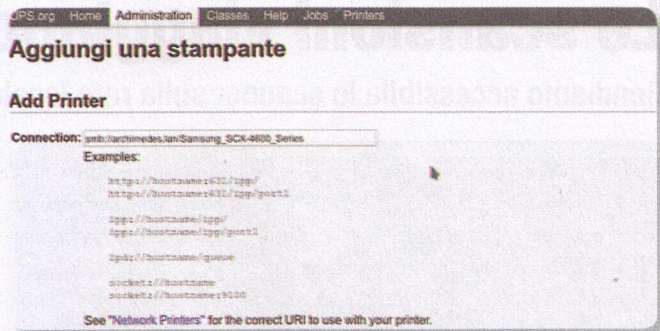 UPS.org Home Administration Classes Help Jobs Printers
Aggiungi una stampante
Add Printer
Connection: smb://archimedes.lan/Samsung_SCX-4600_Series
Examples:
http://hostname:631/ipp/
http://hostname:631/ipp/port1
ipp://hostname/ipp/
ipp://hostname/ipp/port1
lpd://hostname/queue
socket://hostname
socket://hostname:9100
See "Network Printers" for the correct URI to use with your printer.